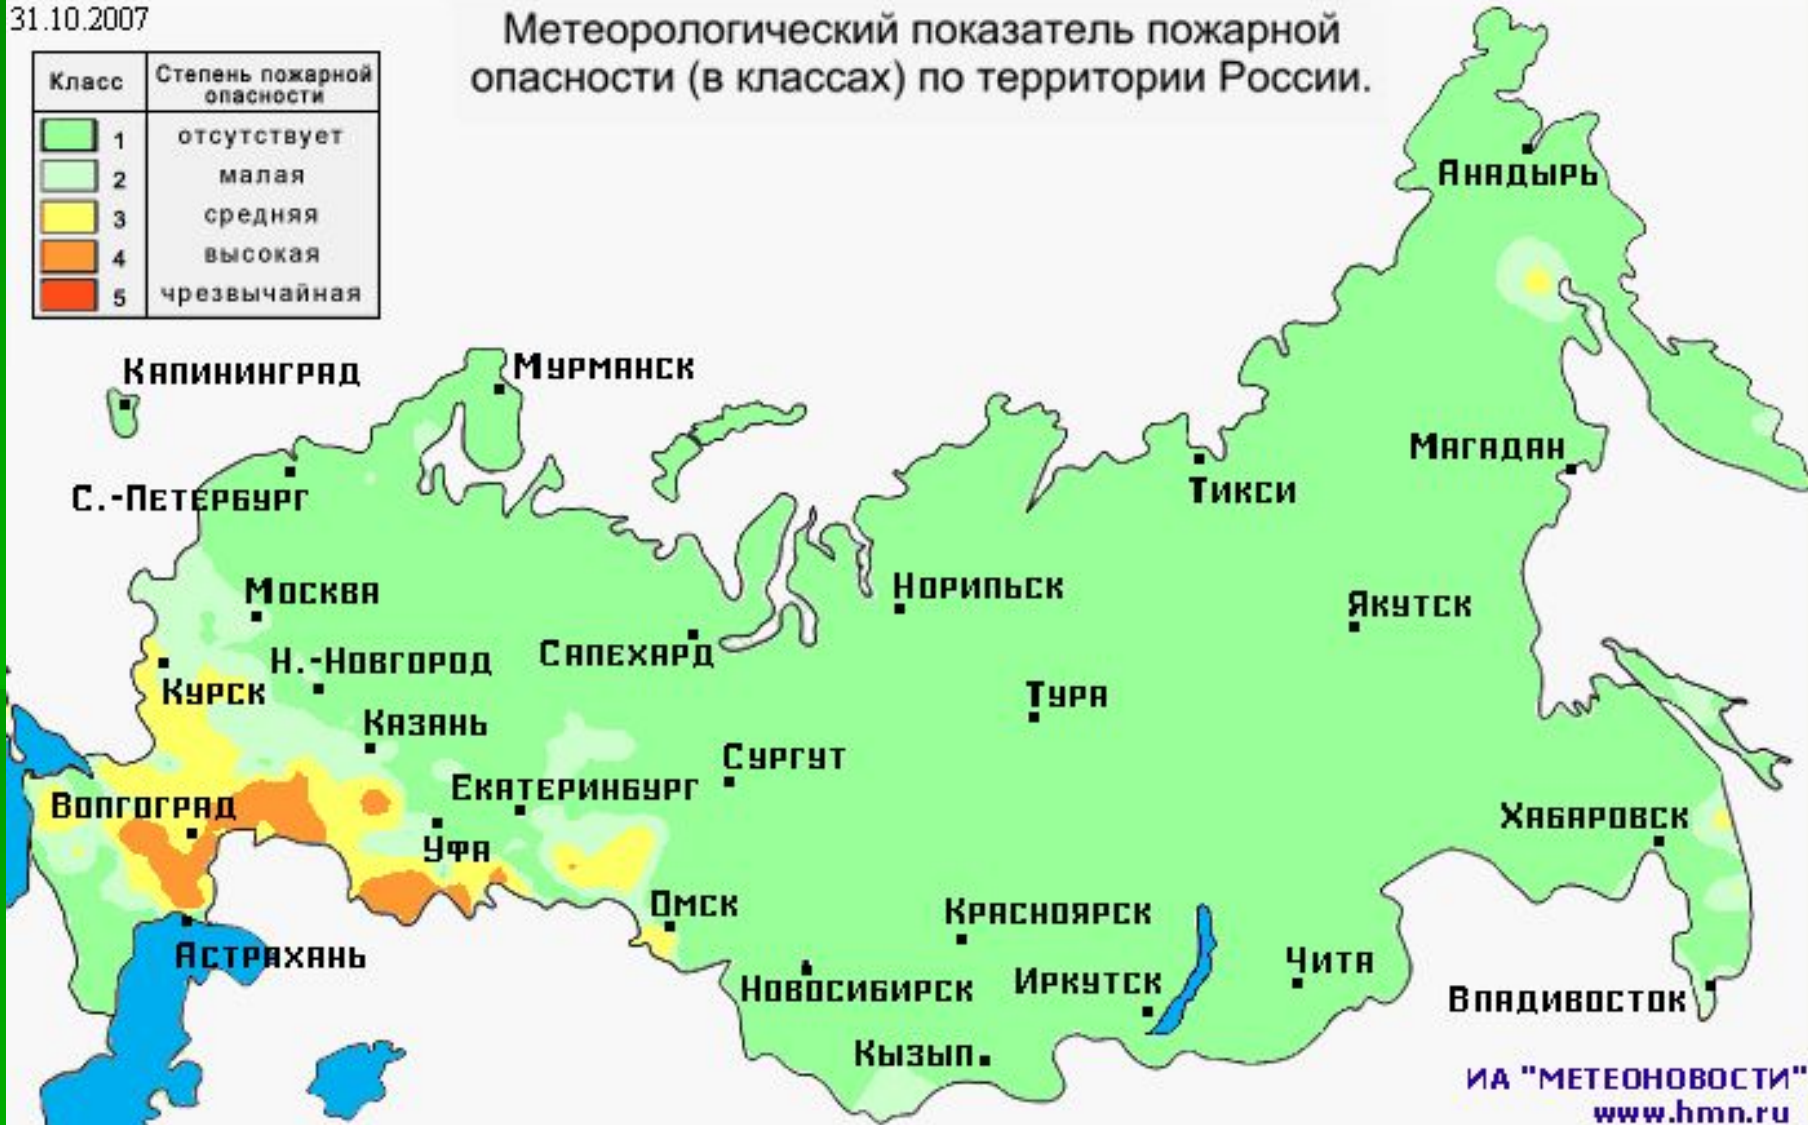 31.10.2007
Метеорологический показатель пожарной
опасности (в классах) по территории России.
Класс
Степень пожарной
опасности
1 отсутствует
2 малая
3 средняя
4 высокая
5 чрезвычайная
Анадырь
Калининград
Мурманск
Магадан
С.-Петербург
Тикси
Москва
Норильск
Якутск
Н.-Новгород
Салехард
Курск
Тура
Казань
Сургут
Екатеринбург
Волгоград
Хабаровск
Уфа
Омск
Красноярск
Астрахань
Чита
Новосибирск
Иркутск
Владивосток
Кызыл
ИА "МЕТЕОНОВОСТИ"
www.hmn.ru